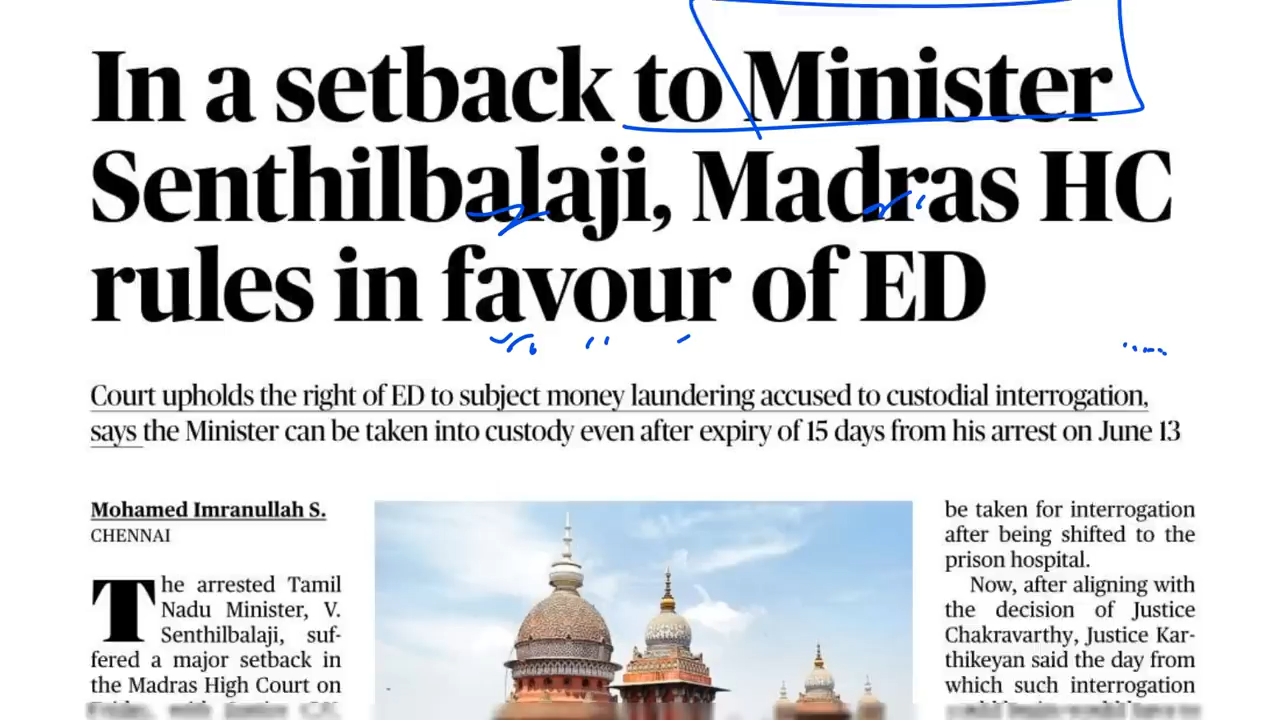 In a setback to Minister
Senthilbalaji, Madras HC
rules in favour of ED
Court upholds the right of ED to subject money laundering accused to custodial interrogation,
says the Minister can be taken into custody even after expiry of 15 days from his arrest on June 13
Mohamed Imranullah S.
CHENNAI
The arrested Tamil
Nadu Minister, V.
Senthilbalaji, suf-
fered a major setback in
the Madras High Court on
be taken for interrogation
after being shifted to the
prison hospital.
Now, after aligning with
the decision of Justice
Chakravarthy, Justice Kar-
thikeyan said the day from
which such interrogation